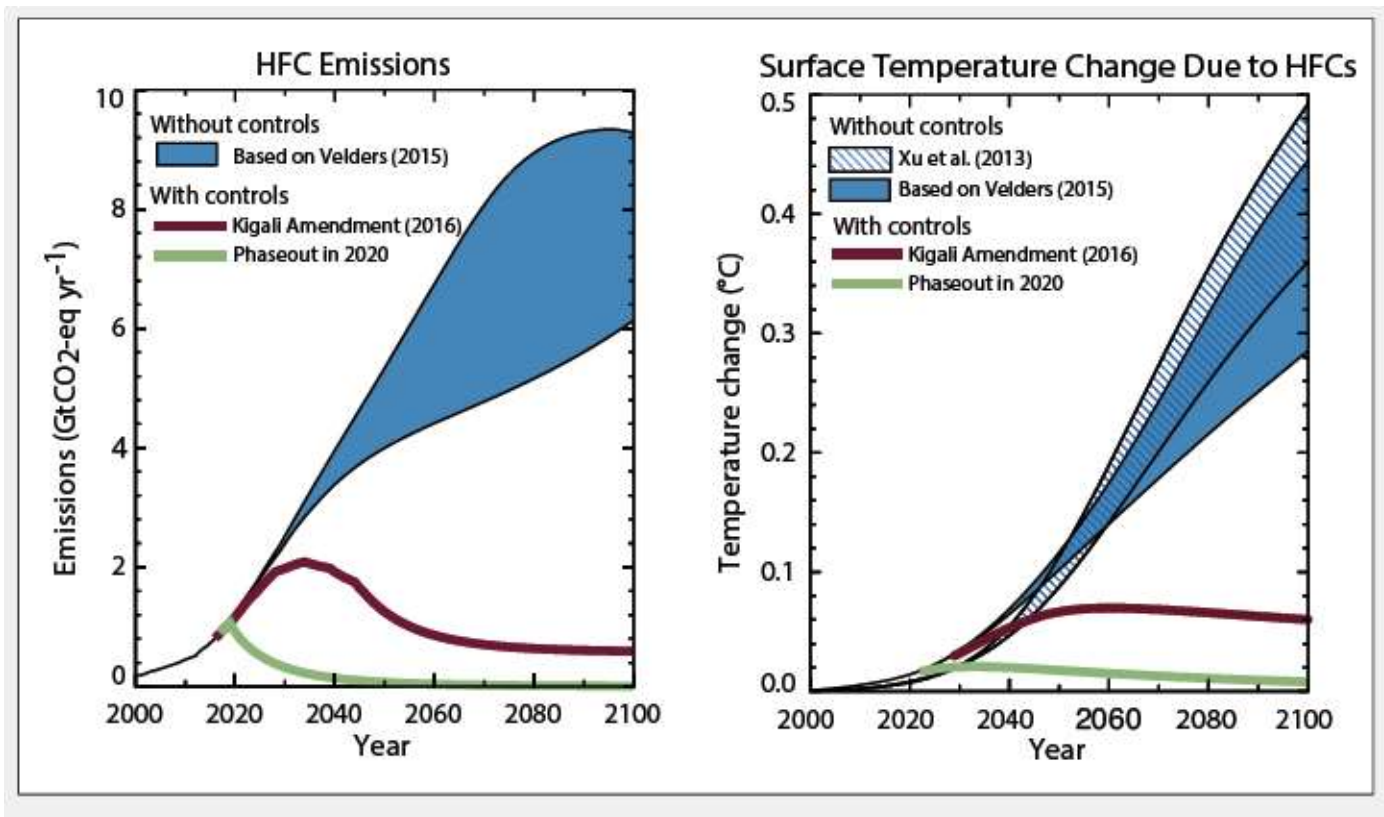 HFC Emissions
10
8
6
4
2
0
Emissions (GtCO2-eq yr-1)
Without controls
Based on Velders (2015)
With controls
Kigali Amendment (2016)
Phaseout in 2020
2000 2020 2040 2060 2080 2100
Year
Surface Temperature Change Due to HFCs
0.5
0.4
0.3
0.2
0.1
0.0
Temperature change (°C)
Without controls
Xu et al. (2013)
Based on Velders (2015)
With controls
Kigali Amendment (2016)
Phaseout in 2020
2000 2020 2040 2060 2080 2100
Year